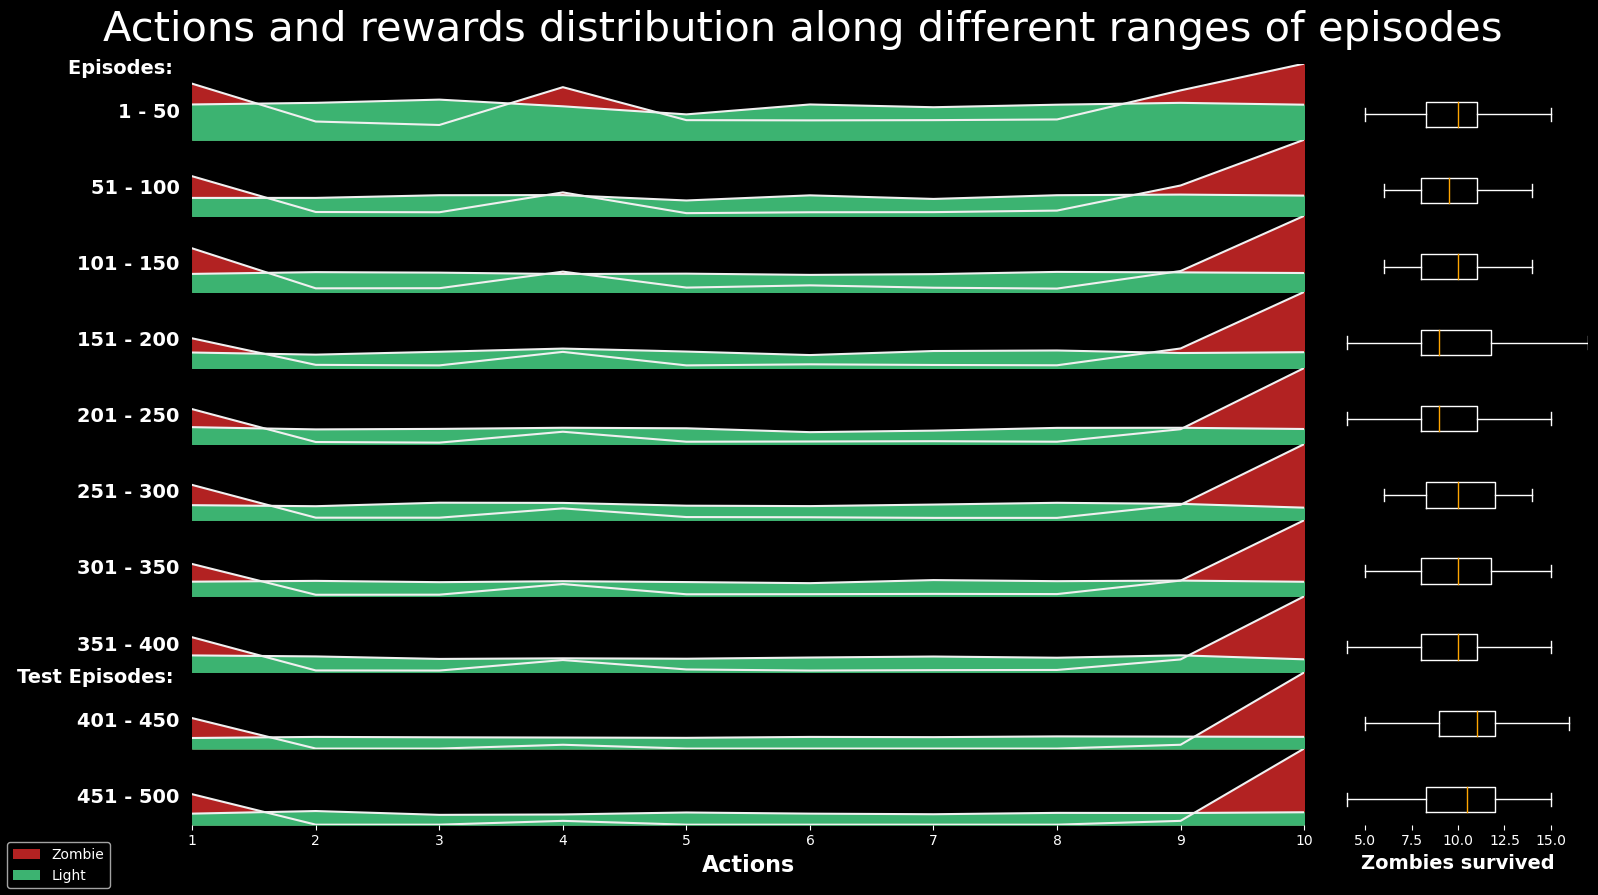 Actions and rewards distribution along different ranges of episodes
Episodes:
1 - 50
51 - 100
101 - 150
151 - 200
201 - 250
251 - 300
301 - 350
351 - 400
Test Episodes:
401 - 450
451 - 500
1 2 3 4 5 6 7 8 9 10
5.0 7.5 10.0 12.5 15.0
Actions
Zombies survived
Zombie
Light